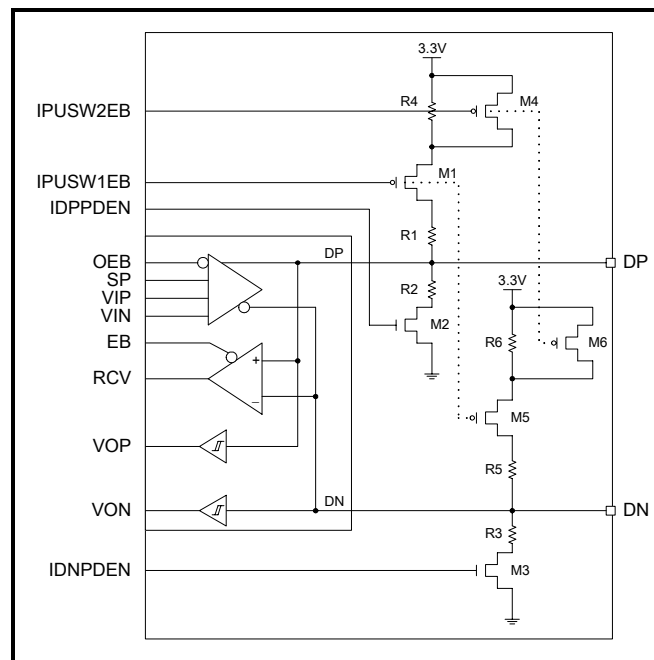 3.3V
R4
M4
IPUSW2EB
M1
IPUSW1EB
IDPPDEN
R1
OEB
DP
DP
SP
R2
3.3V
VIP
VIN
M2
EB
R6
M6
+
RCV
–
M5
VOP
R5
VON
DN
DN
R3
IDNPDEN
M3